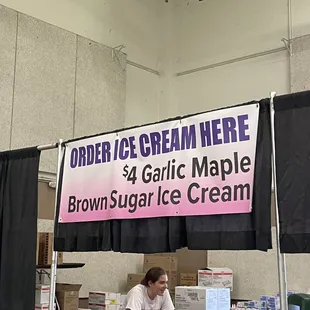 ORDER ICE CREAM HERE
$4 Garlic Maple
Brown Sugar Ice Cream